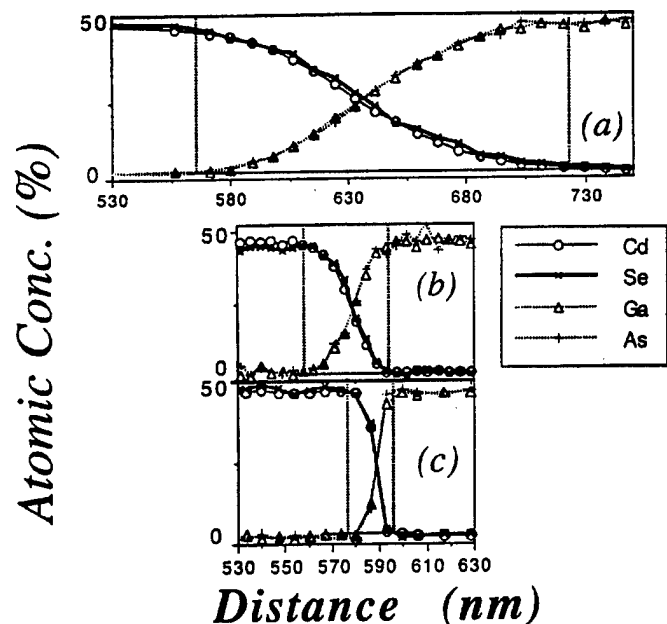 50
(a)
0
530 580 630 680 730
50
(b)
0
50
(c)
0
530 550 570 590 610 630
Cd
Se
Ga
As
Atomic Conc. (%)
Distance (nm)